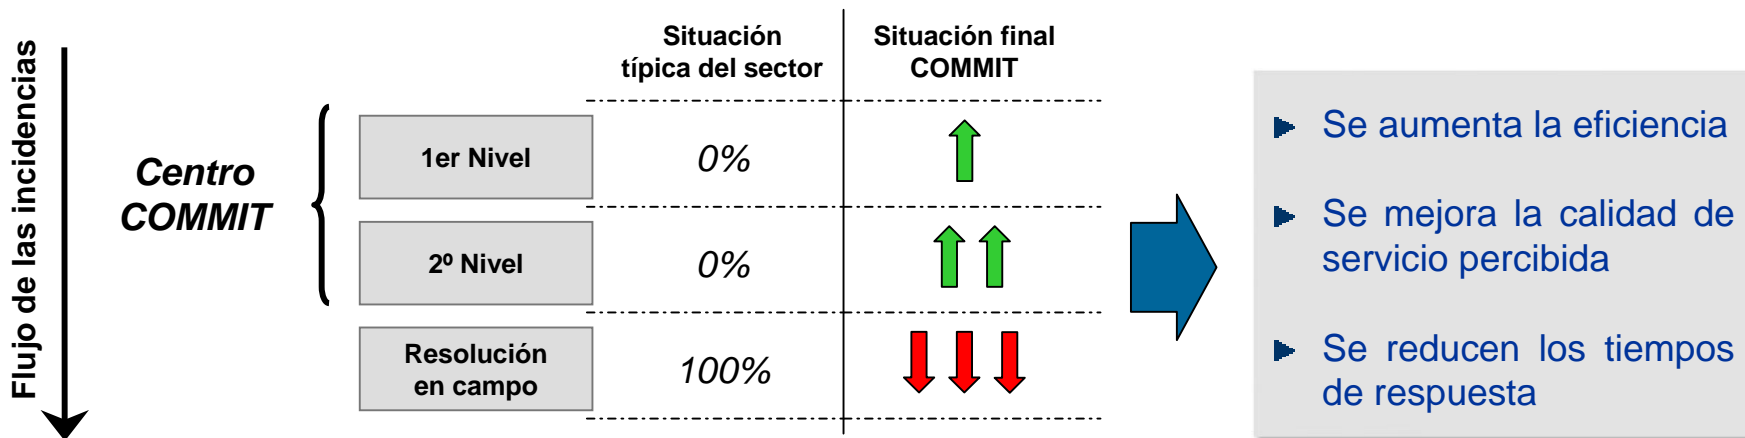 Flujo de las incidencias
Situación
típica del sector
Situación final
COMMIT
Centro
COMMIT
1er Nivel
0%
2º Nivel
0%
Resolución
en campo
100%
Se aumenta la eficiencia
Se mejora la calidad de
servicio percibida
Se reducen los tiempos
de respuesta